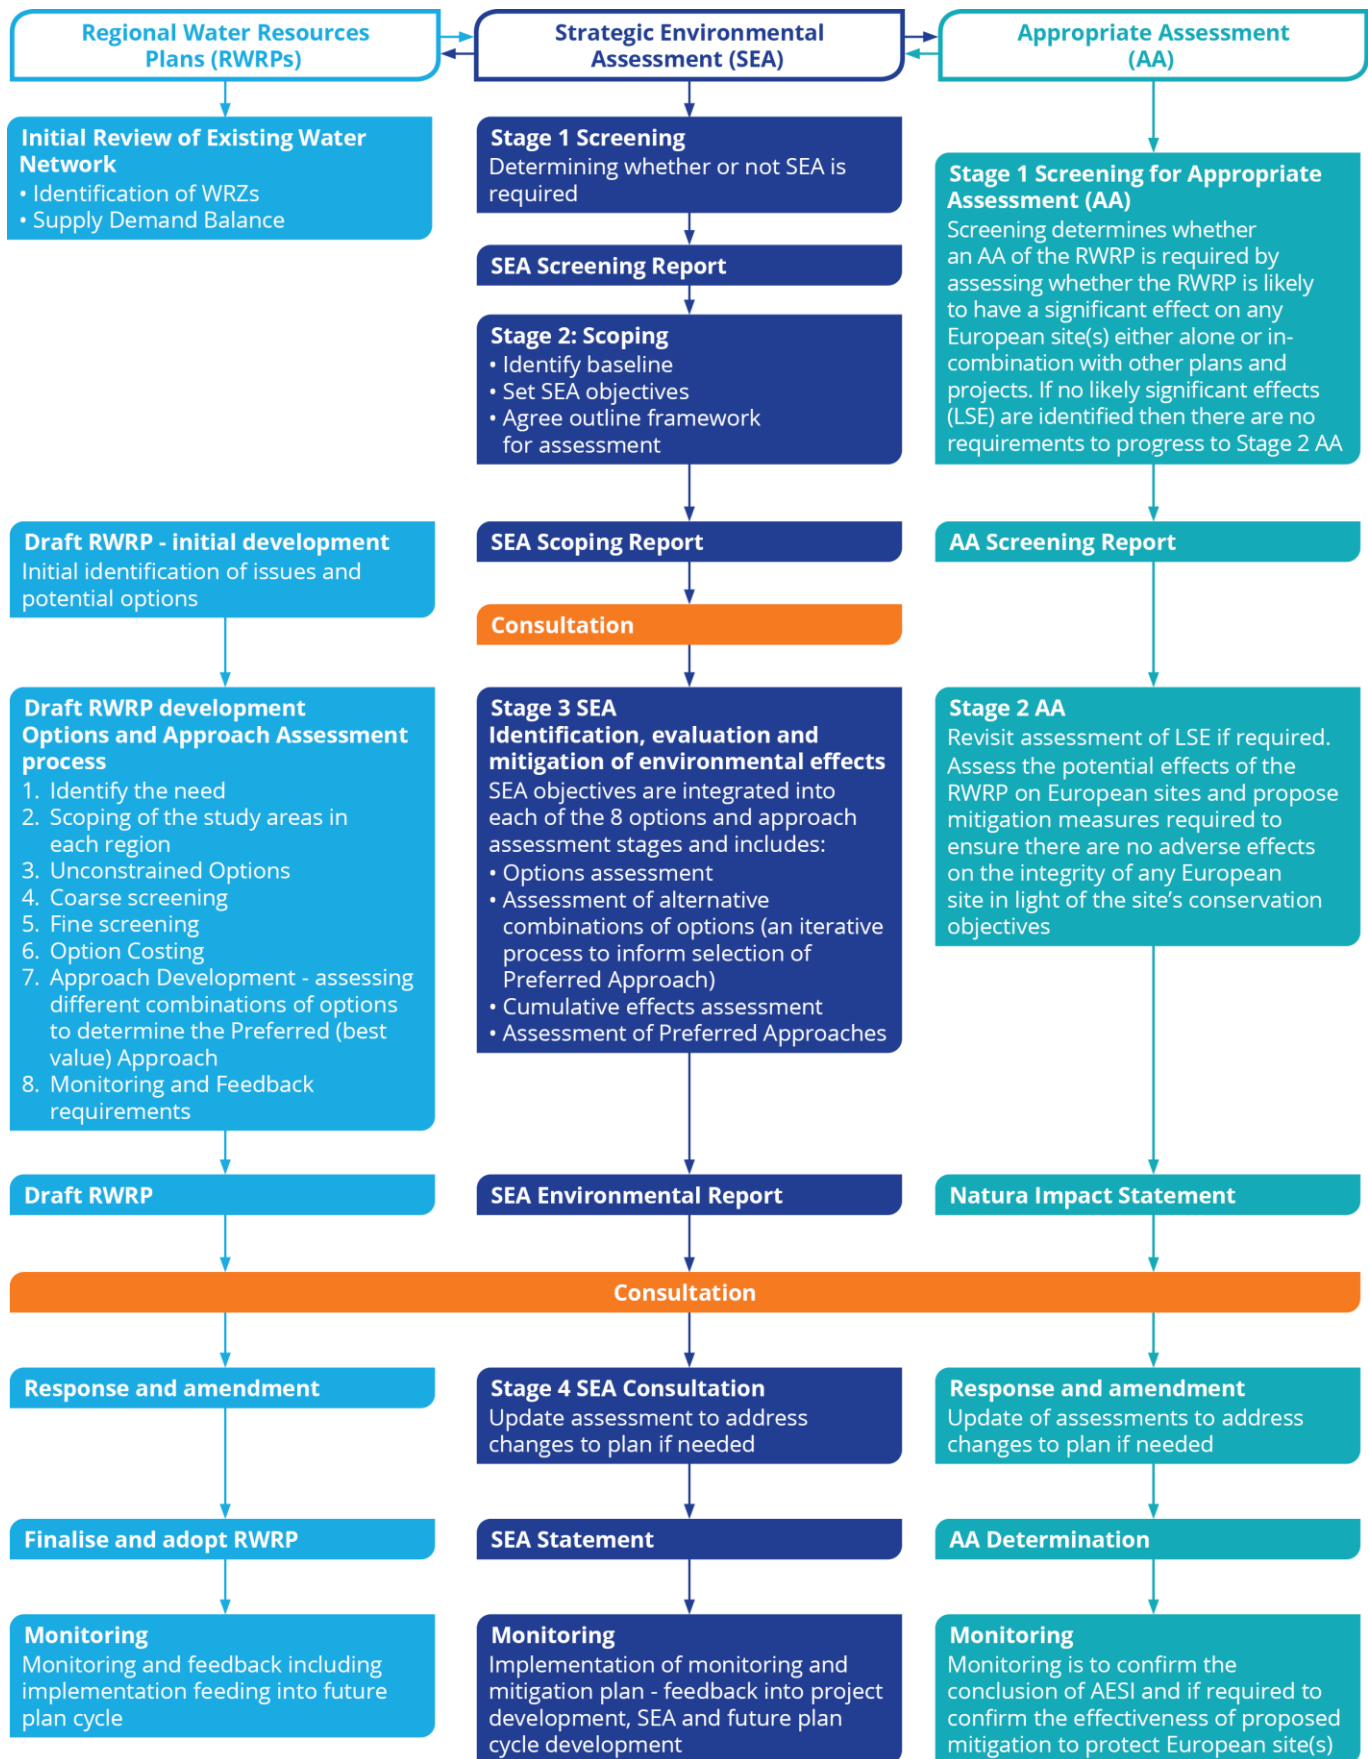 Regional Water Resources
Plans (RWRPs)
Strategic Environmental
Assessment (SEA)
Appropriate Assessment
(AA)
Initial Review of Existing Water
Network
• Identification of WRZs
• Supply Demand Balance
Stage 1 Screening
Determining whether or not SEA is
required
SEA Screening Report
Stage 2: Scoping
• Identify baseline
• Set SEA objectives
• Agree outline framework
for assessment
Stage 1 Screening for Appropriate
Assessment (AA)
Screening determines whether
an AA of the RWRP is required by
assessing whether the RWRP is likely
to have a significant effect on any
European site(s) either alone or in-
combination with other plans and
projects. If no likely significant effects
(LSE) are identified then there are no
requirements to progress to Stage 2 AA
Draft RWRP - initial development
Initial identification of issues and
potential options
SEA Scoping Report
Consultation
AA Screening Report
Draft RWRP development
Options and Approach Assessment
process
1. Identify the need
2. Scoping of the study areas in
each region
3. Unconstrained Options
4. Coarse screening
5. Fine screening
6. Option Costing
7. Approach Development - assessing
different combinations of options
to determine the Preferred (best
value) Approach
8. Monitoring and Feedback
requirements
Stage 3 SEA
Identification, evaluation and
mitigation of environmental effects
SEA objectives are integrated into
each of the 8 options and approach
assessment stages and includes:
• Options assessment
• Assessment of alternative
combinations of options (an iterative
process to inform selection of
Preferred Approach)
• Cumulative effects assessment
• Assessment of Preferred Approaches
Stage 2 AA
Revisit assessment of LSE if required.
Assess the potential effects of the
RWRP on European sites and propose
mitigation measures required to
ensure there are no adverse effects
on the integrity of any European
site in light of the site’s conservation
objectives
Draft RWRP
SEA Environmental Report
Natura Impact Statement
Consultation
Response and amendment
Stage 4 SEA Consultation
Update assessment to address
changes to plan if needed
Response and amendment
Update of assessments to address
changes to plan if needed
Finalise and adopt RWRP
SEA Statement
AA Determination
Monitoring
Monitoring and feedback including
implementation feeding into future
plan cycle
Monitoring
Implementation of monitoring and
mitigation plan - feedback into project
development, SEA and future plan
cycle development
Monitoring
Monitoring is to confirm the
conclusion of AESI and if required to
confirm the effectiveness of proposed
mitigation to protect European site(s)